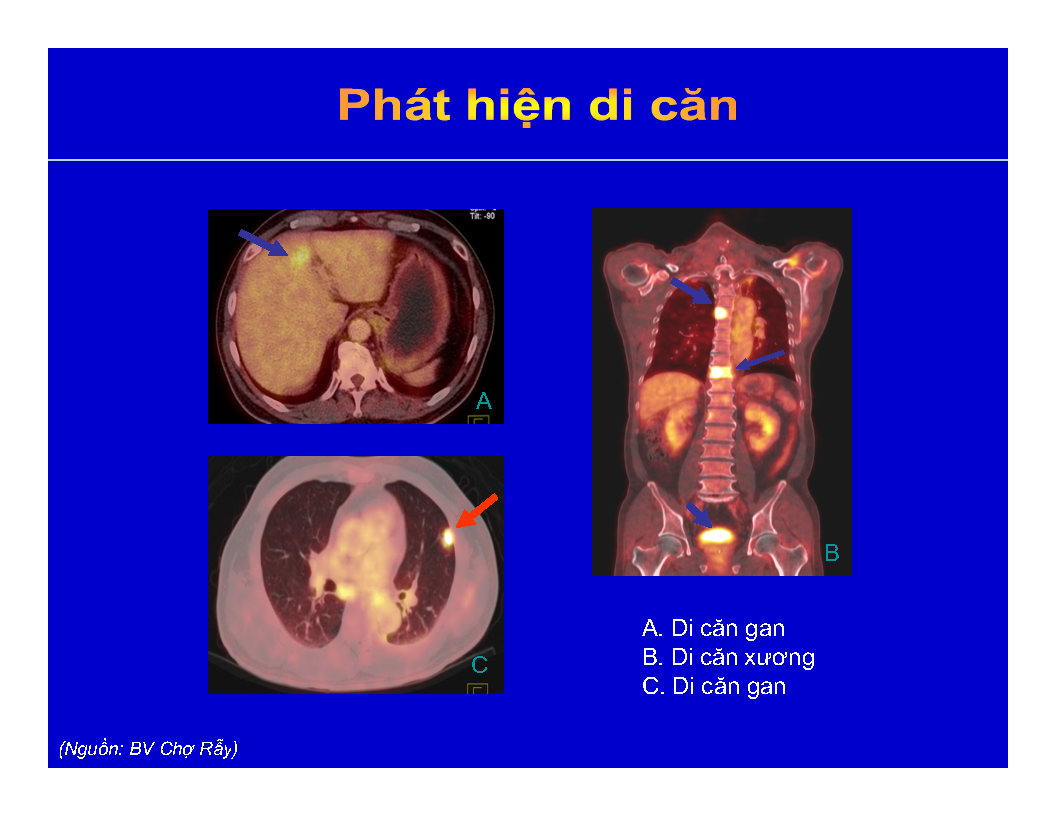 Phát hiện di căn
Tilt: -90
A
B
C
A. Di căn gan
B. Di căn xương
C. Di căn gan
(Nguồn: BV Chợ Rẫy)